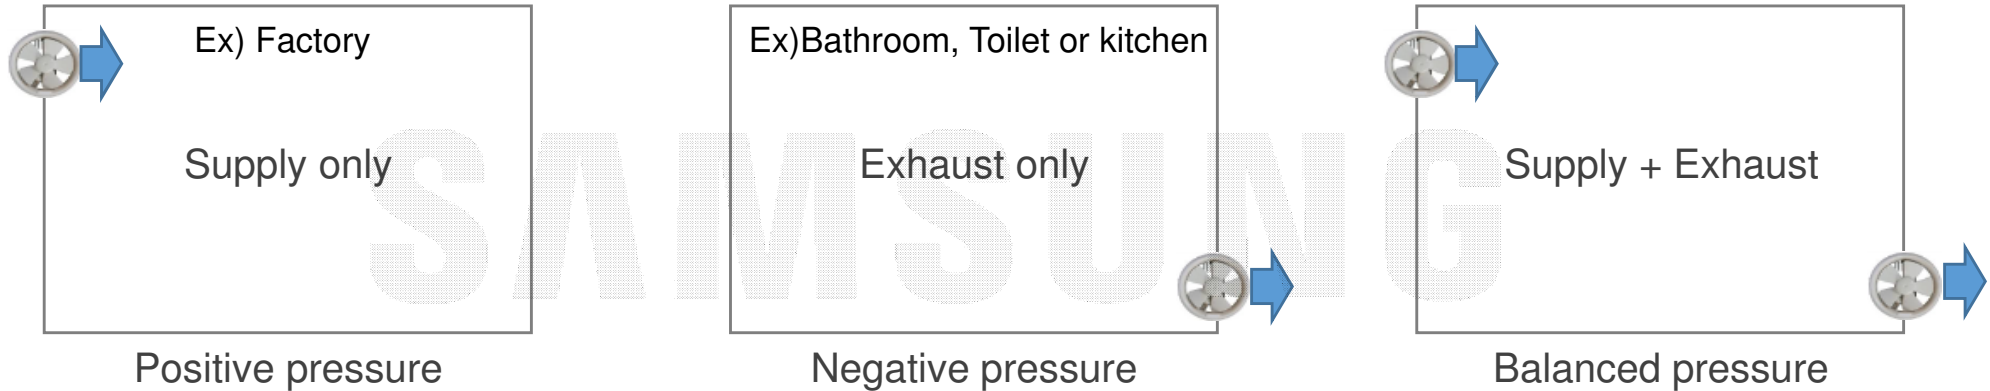 Ex) Factory
Supply only
Positive pressure
Ex)Bathroom, Toilet or kitchen
Exhaust only
Negative pressure
Supply + Exhaust
Balanced pressure
SAMSUNG